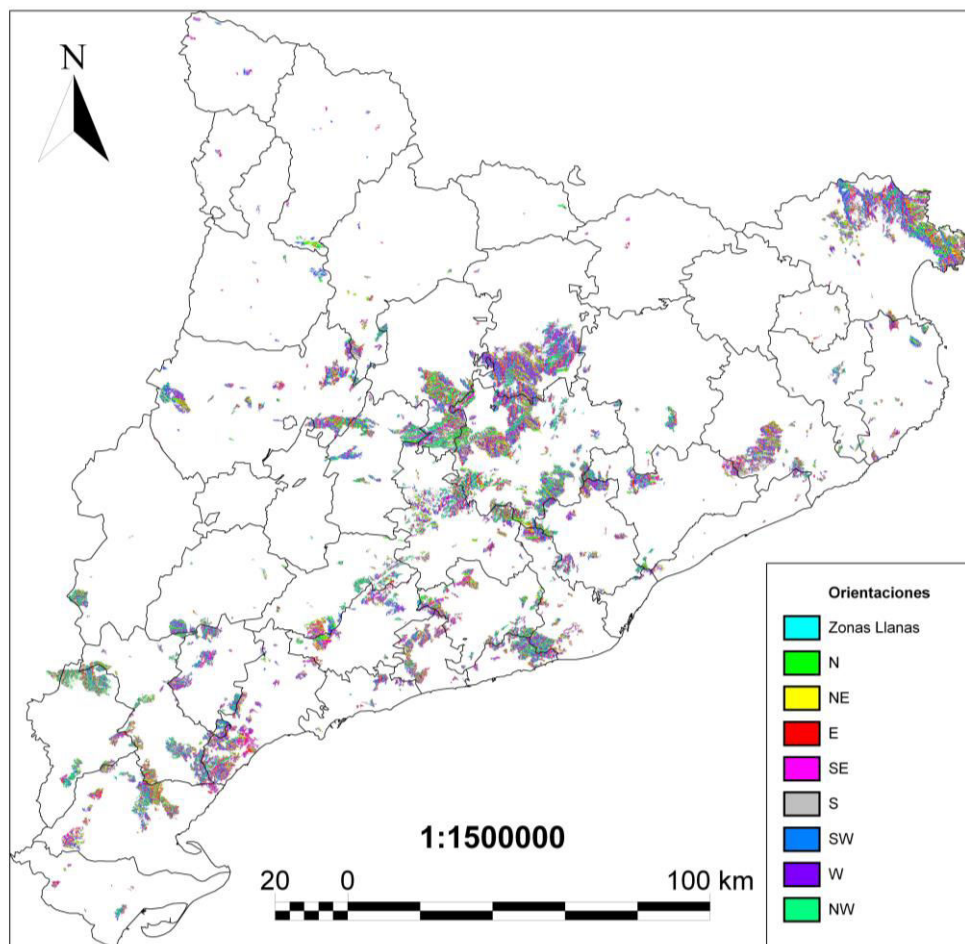 N
1:1500000
20 0 100 km
Orientaciones
Zonas Llanas
N
NE
E
SE
S
SW
W
NW